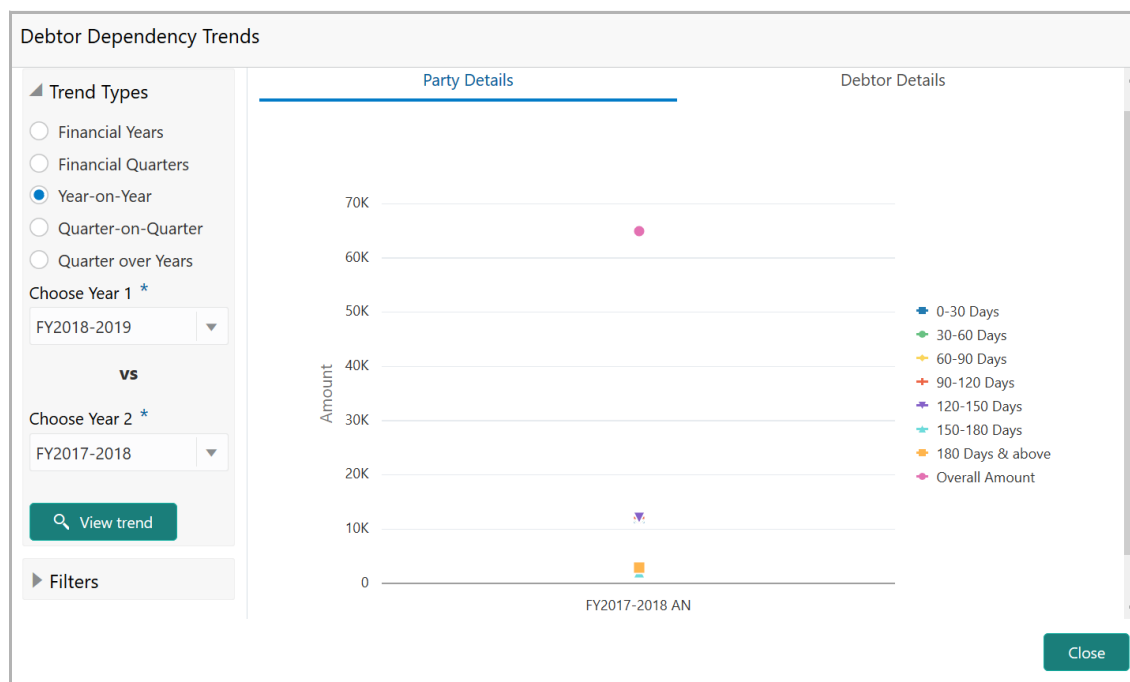 Debtor Dependency Trends
Trend Types
Financial Years
Financial Quarters
Year-on-Year
Quarter-on-Quarter
Quarter over Years
Choose Year 1 *
FY2018-2019
vs
Choose Year 2 *
FY2017-2018
View trend
Filters
Party Details
Debtor Details
Amount
70K
60K
50K
40K
30K
20K
10K
0
FY2017-2018 AN
0-30 Days
30-60 Days
60-90 Days
90-120 Days
120-150 Days
150-180 Days
180 Days & above
Overall Amount
Close